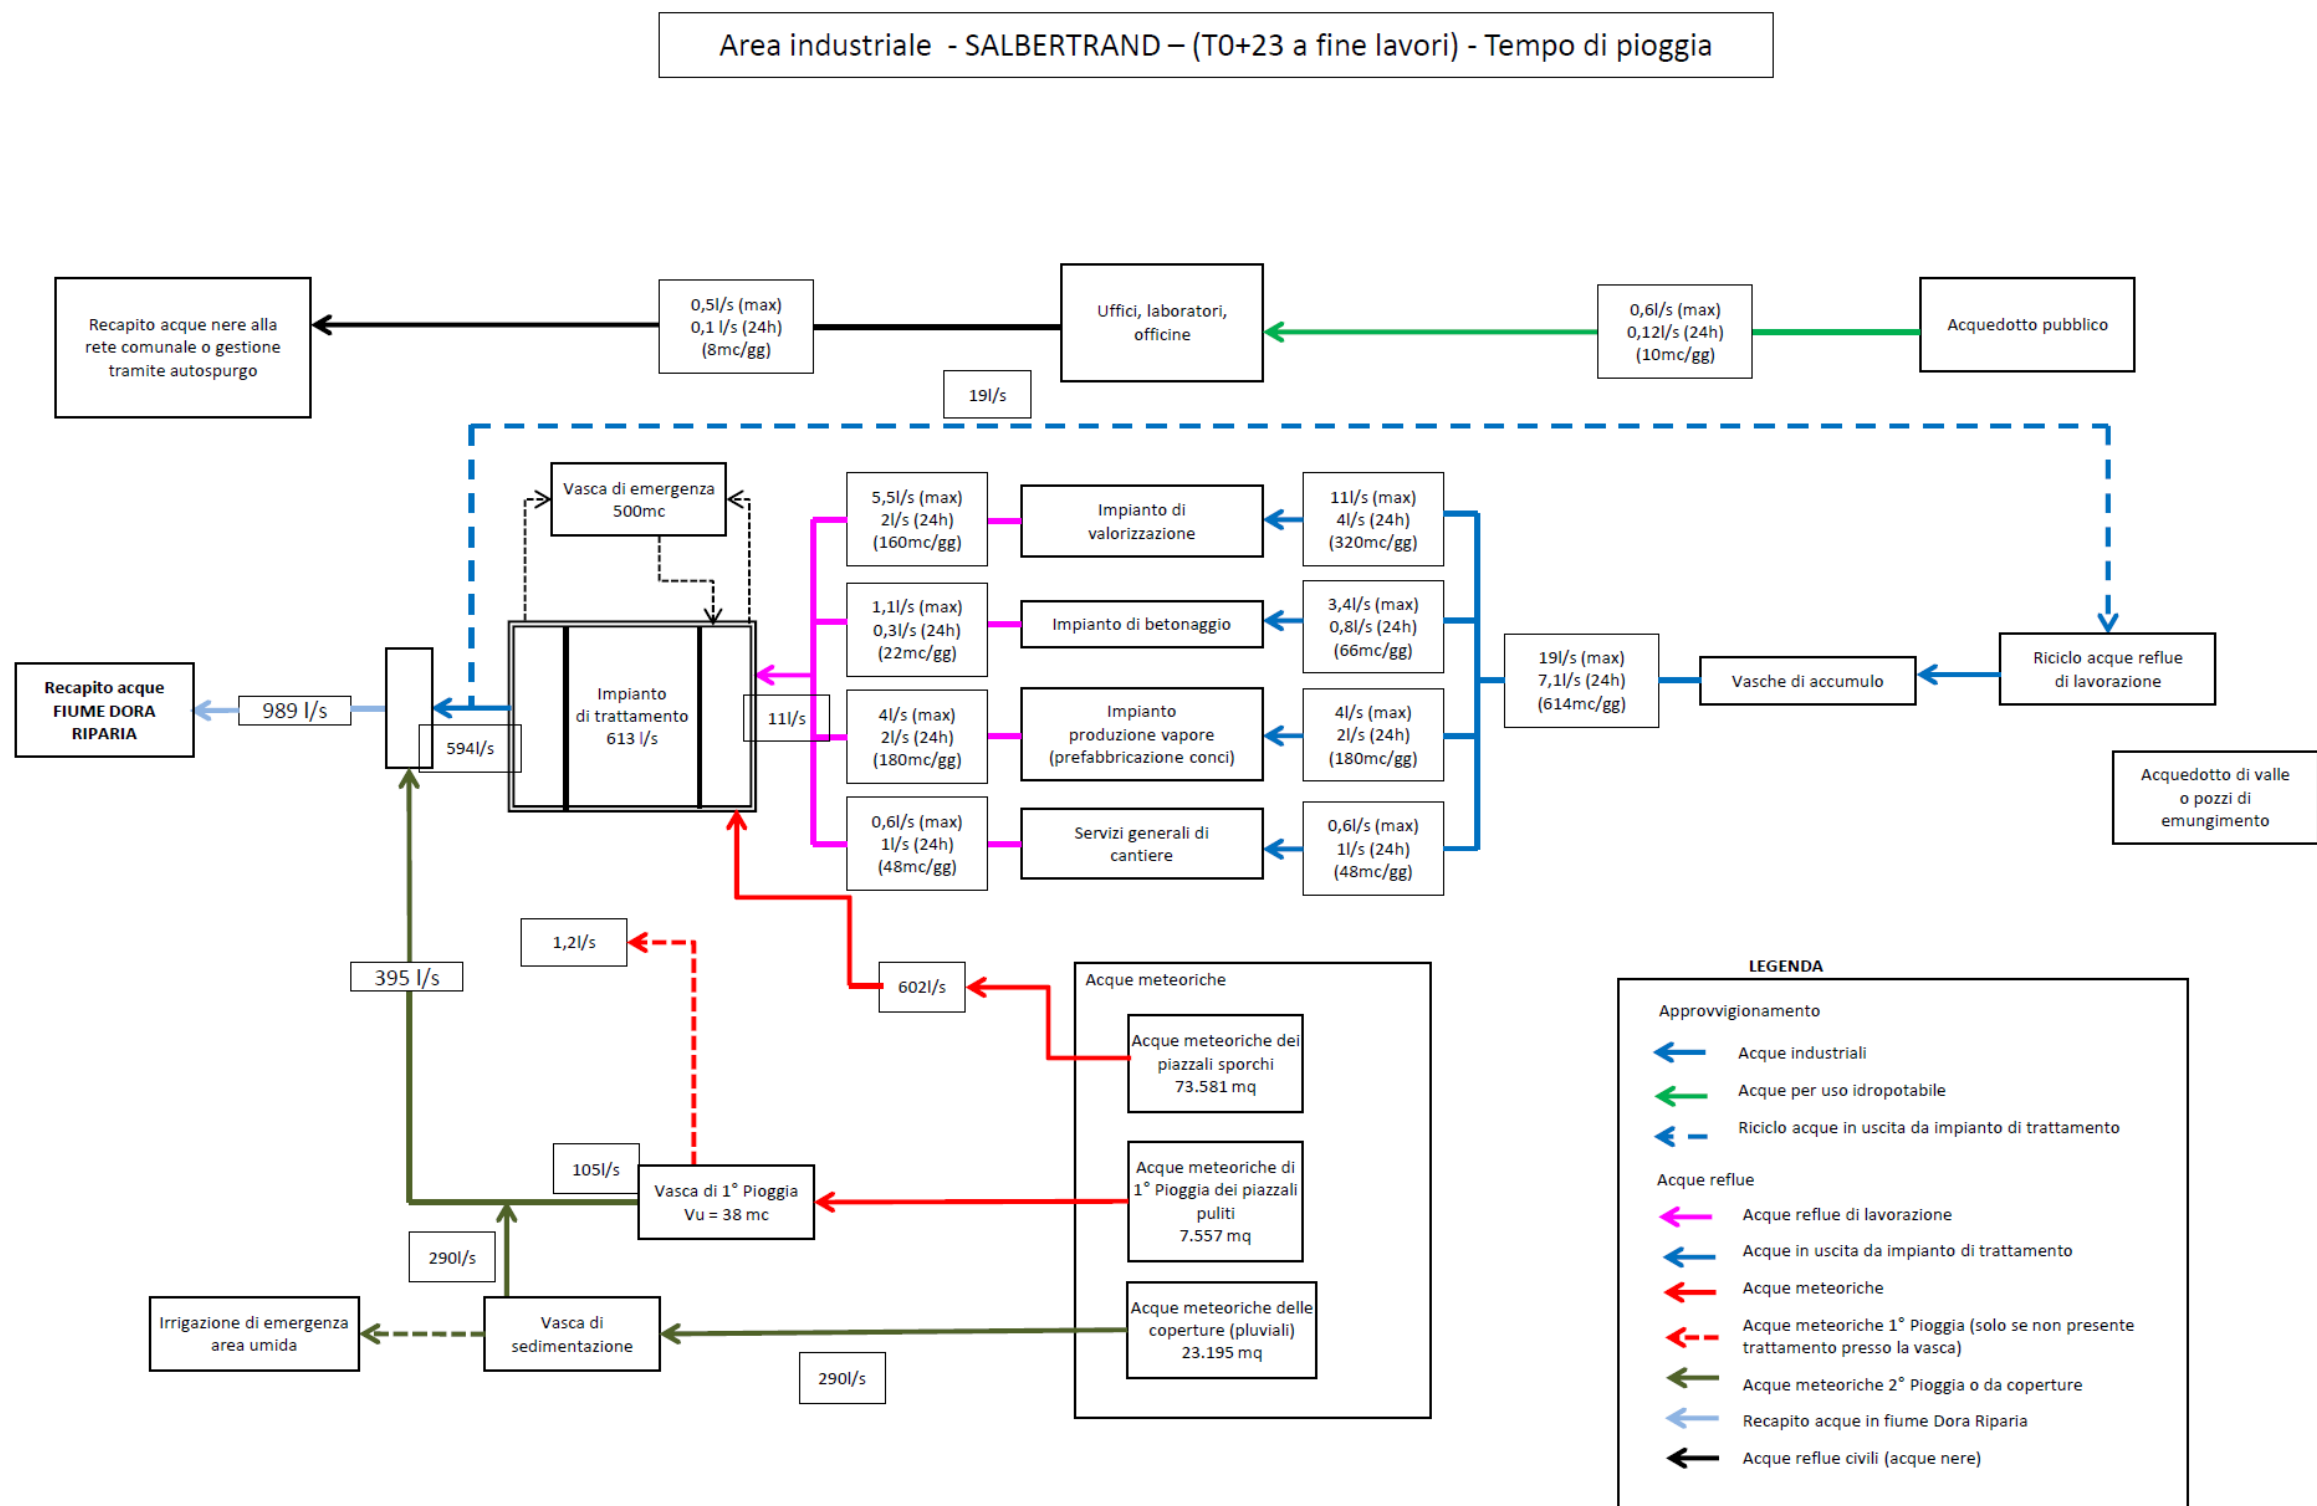 Area industriale - SALBERTRAND – (T0+23 a fine lavori) - Tempo di pioggia
Recapito acque nere alla
rete comunale o gestione
tramite autospurgo
0,5l/s (max)
0,1 l/s (24h)
(8mc/gg)
Uffici, laboratori,
officine
0,6l/s (max)
0,12l/s (24h)
(10mc/gg)
Acquedotto pubblico
19l/s
Vasca di emergenza
500mc
5,5l/s (max)
2l/s (24h)
(160mc/gg)
Impianto di
valorizzazione
11l/s (max)
4l/s (24h)
(320mc/gg)
1,1l/s (max)
0,3l/s (24h)
(22mc/gg)
Impianto di betonaggio
3,4l/s (max)
0,8l/s (24h)
(66mc/gg)
Recapito acque
FIUME DORA
RIPARIA
989 l/s
594l/s
Impianto
di trattamento
613 l/s
11l/s
4l/s (max)
2l/s (24h)
(180mc/gg)
Impianto
produzione vapore
(prefabbricazione conci)
4l/s (max)
2l/s (24h)
(180mc/gg)
19l/s (max)
7,1l/s (24h)
(614mc/gg)
Vasche di accumulo
Riciclo acque reflue
di lavorazione
Acquedotto di valle
o pozzi di
emungimento
0,6l/s (max)
1l/s (24h)
(48mc/gg)
Servizi generali di
cantiere
0,6l/s (max)
1l/s (24h)
(48mc/gg)
1,2l/s
395 l/s
602l/s
Acque meteoriche
Acque meteoriche dei
piazzali sporchi
73.581 mq
105l/s
Vasca di 1° Pioggia
Vu = 38 mc
Acque meteoriche di
1° Pioggia dei piazzali
puliti
7.557 mq
290l/s
Irrigazione di emergenza
area umida
Vasca di
sedimentazione
290l/s
Acque meteoriche delle
coperture (pluviali)
23.195 mq
LEGENDA
Approvvigionamento
Acque industriali
Acque per uso idropotabile
Riciclo acque in uscita da impianto di trattamento
Acque reflue
Acque reflue di lavorazione
Acque in uscita da impianto di trattamento
Acque meteoriche
Acque meteoriche 1° Pioggia (solo se non presente
trattamento presso la vasca)
Acque meteoriche 2° Pioggia o da coperture
Recapito acque in fiume Dora Riparia
Acque reflue civili (acque nere)